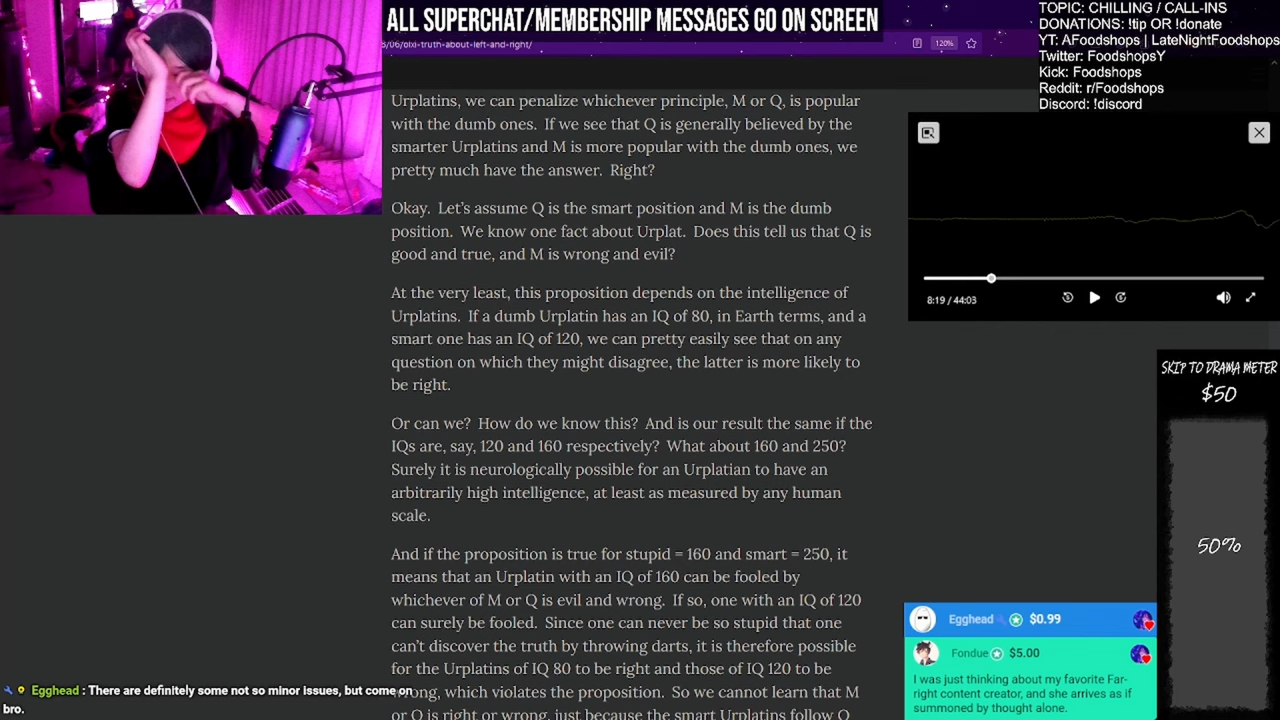 ALL SUPERCHAT/MEMBERSHIP MESSAGES GO ON SCREEN
/06/olxi-truth-about-left-and-right/
120%
TOPIC: CHILLING / CALL-INS
DONATIONS: !tip OR !donate
YT: AFoodshops | LateNightFoodshops
Twitter: FoodshopsY
Kick: Foodshops
Reddit: r/Foodshops
Discord: !discord
Urplatins, we can penalize whichever principle, M or Q, is popular
with the dumb ones. If we see that Q is generally believed by the
smarter Urplatins and M is more popular with the dumb ones, we
pretty much have the answer. Right?
Okay. Let's assume Q is the smart position and M is the dumb
position. We know one fact about Urplat. Does this tell us that Q is
good and true, and M is wrong and evil?
At the very least, this proposition depends on the intelligence of
Urplatins. If a dumb Urplatin has an IQ of 80, in Earth terms, and a
smart one has an IQ of 120, we can pretty easily see that on any
question on which they might disagree, the latter is more likely to
be right.
Or can we? How do we know this? And is our result the same if the
IQs are, say, 120 and 160 respectively? What about 160 and 250?
Surely it is neurologically possible for an Urplatian to have an
arbitrarily high intelligence, at least as measured by any human
scale.
And if the proposition is true for stupid = 160 and smart = 250, it
means that an Urplatin with an IQ of 160 can be fooled by
whichever of M or Q is evil and wrong. If so, one with an IQ of 120
can surely be fooled. Since one can never be so stupid that one
can't discover the truth by throwing darts, it is therefore possible
for the Urplatins of IQ 80 to be right and those of IQ 120 to be
which violates the proposition. So we cannot learn that M
or Q is right or wrong, just because the smart Urplatins follow Q
8:19 / 44:03
SKIP TO DRAMA METER
$50
50%
Egghead $0.99
Fondue $5.00
I was just thinking about my favorite Far-
right content creator, and she arrives as if
summoned by thought alone.
Egghead : There are definitely some not so minor issues, but come on
bro.